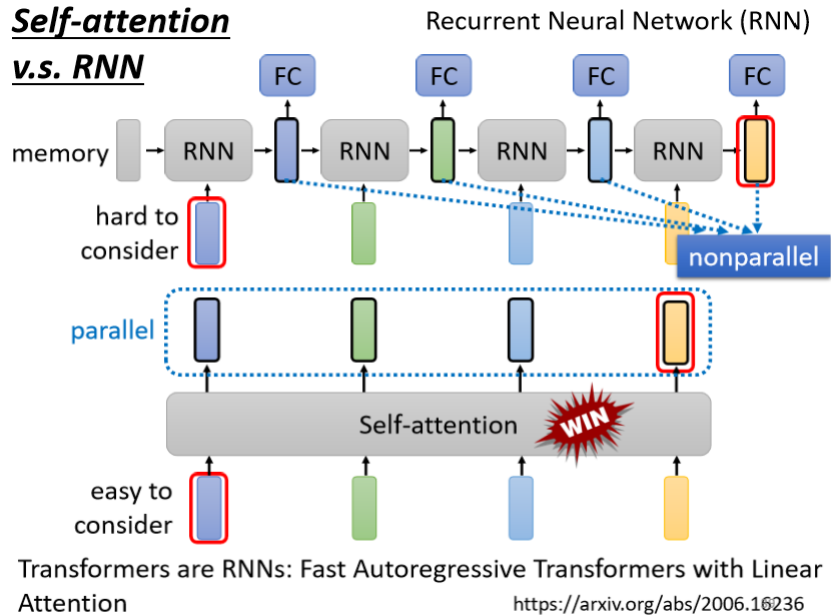 Self-attention
v.s. RNN
Recurrent Neural Network (RNN)
FC
FC
FC
FC
memory
RNN
RNN
RNN
RNN
hard to
consider
nonparallel
parallel
Self-attention
WIN
easy to
consider
Transformers are RNNs: Fast Autoregressive Transformers with Linear
Attention
https://arxiv.org/abs/2006.16236